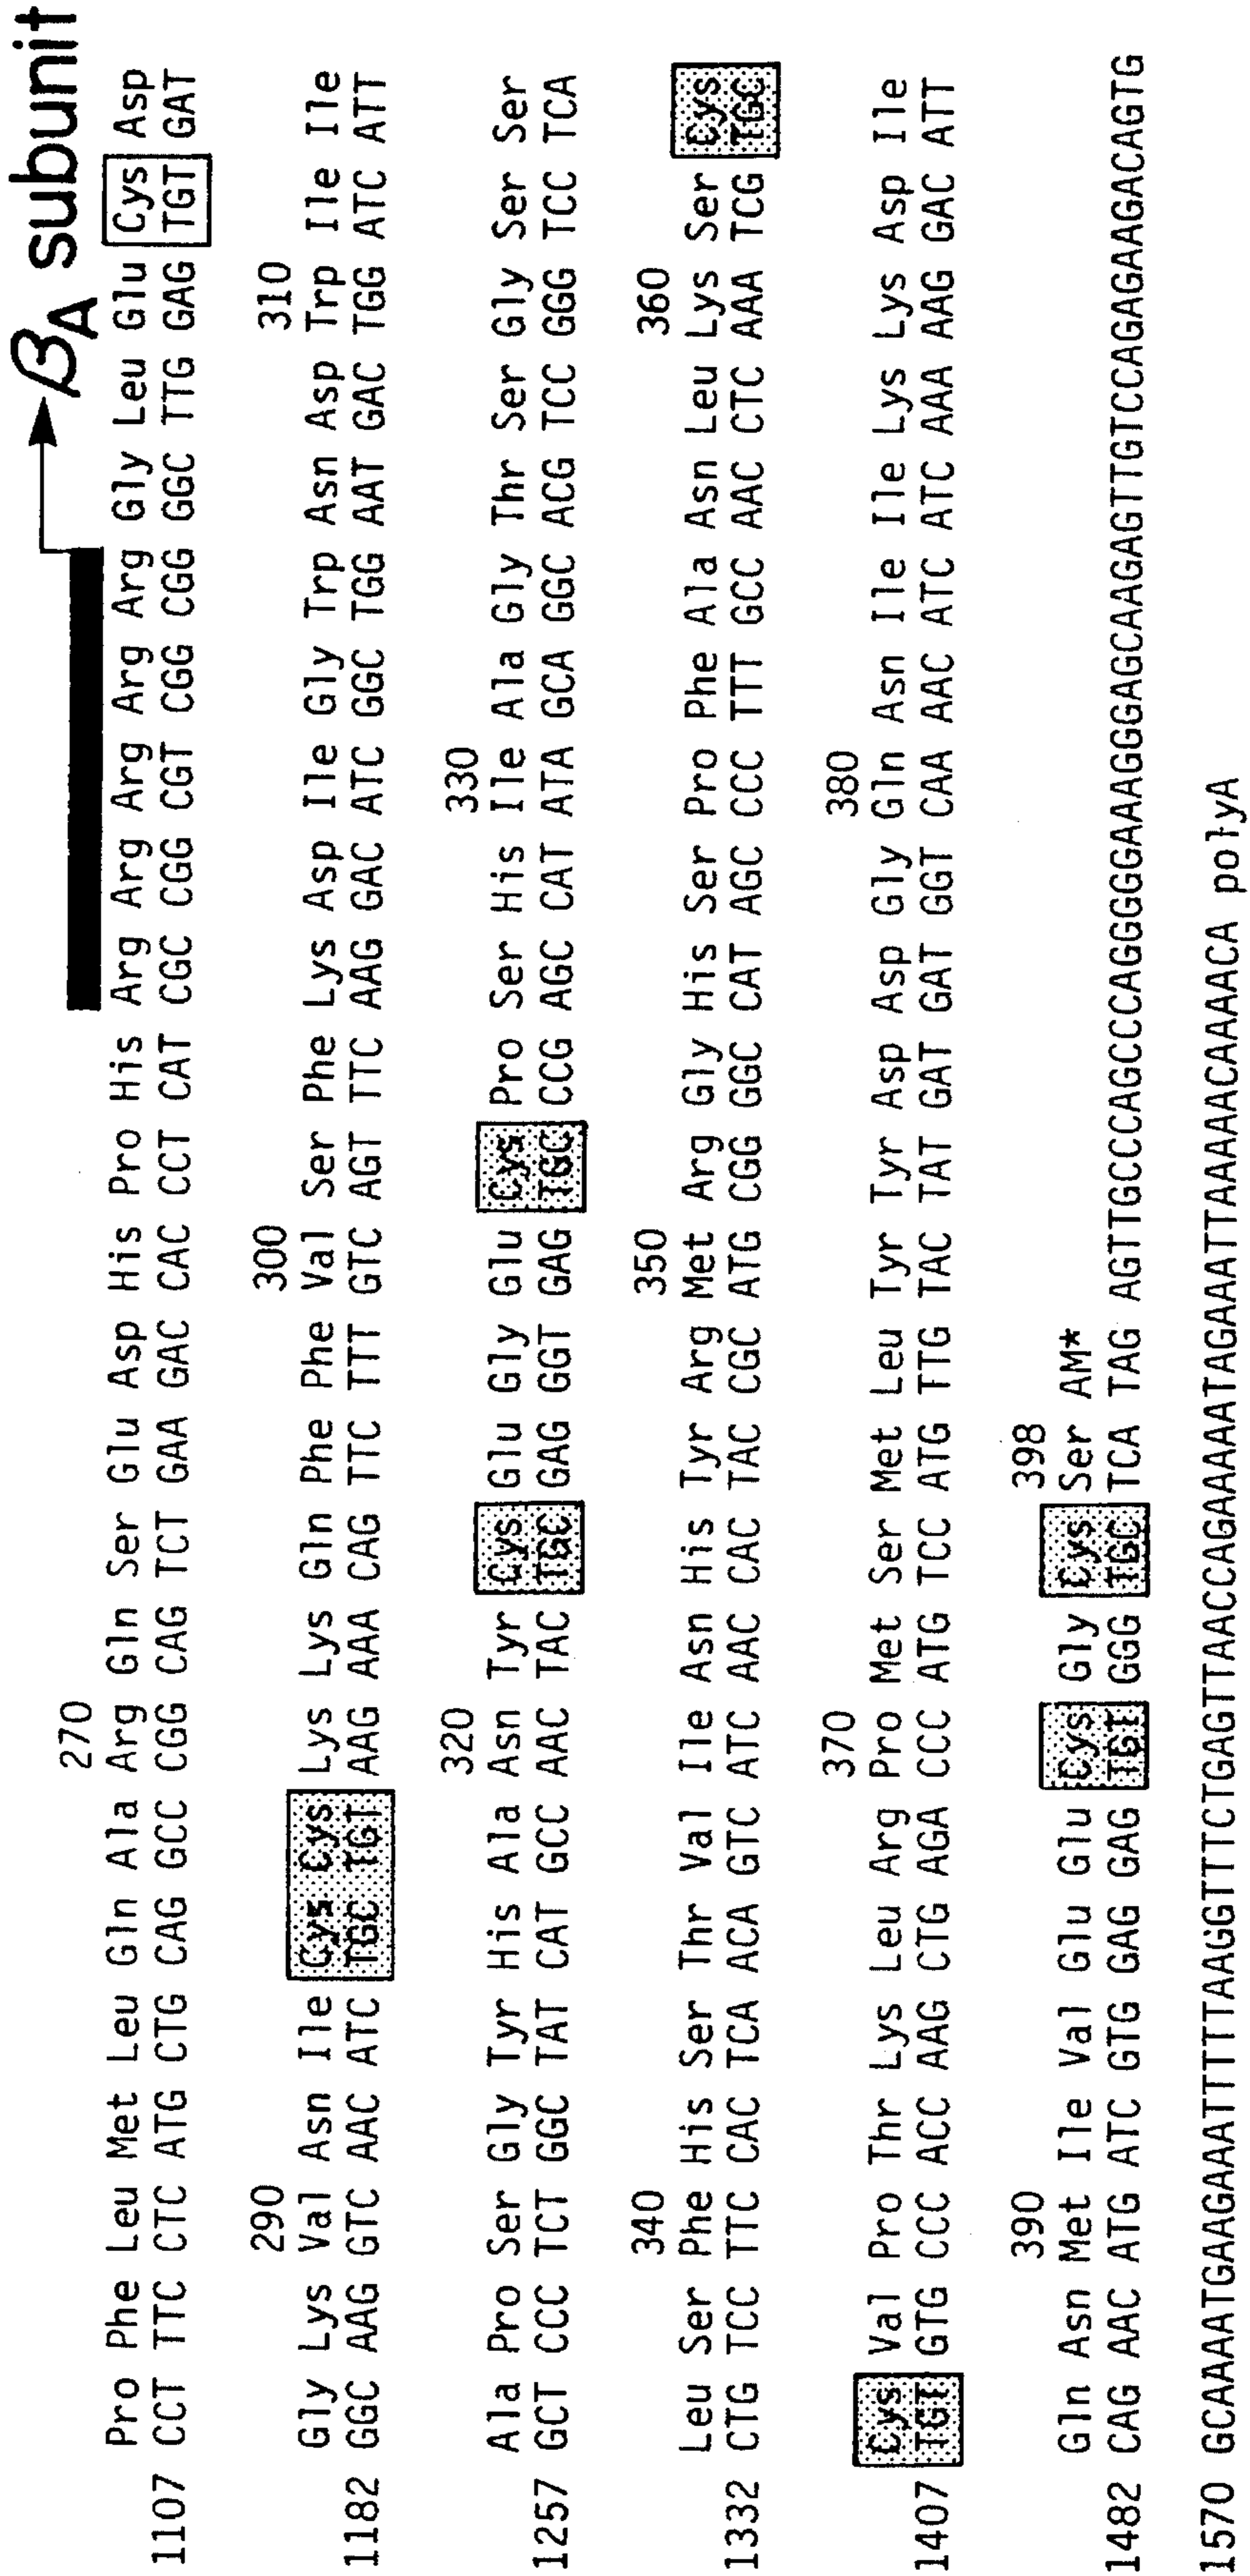 βA subunit
270
Pro Phe Leu Met Leu Gln Ala Arg Gln Ser Glu Asp His Pro His Arg Arg Arg Arg Arg Gly Leu Glu Cys Asp
1107 CCT TTC CTC ATG CTG CAG GCC CGG CAG TCT GAA GAC CAC CCT CAT CGC CGG CGT CGG CGG GGC TTG GAG TGT GAT
290 300 310
Gly Lys Val Asn Ile Cys Cys Lys Lys Gln Phe Phe Val Ser Phe Lys Asp Ile Gly Trp Asn Asp Trp Ile Ile
1182 GGC AAG GTC AAC ATC TGC TGT AAG AAA CAG TTC TTT GTC AGT TTC AAG GAC ATC GGC TGG AAT GAC TGG ATC ATT
320 330
Ala Pro Ser Gly Tyr His Ala Asn Tyr Cys Glu Gly Glu Cys Pro Ser His Ile Ala Gly Thr Ser Gly Ser Ser
1257 GCT CCC TCT GGC TAT CAT GCC AAC TAC TGC GAG GGT GAG TGC CCG AGC CAT ATA GCA GGC ACG TCC GGG TCC TCA
340 350 360
Leu Ser Phe His Ser Thr Val Ile Asn His Tyr Arg Met Arg Gly His Ser Pro Phe Ala Asn Leu Lys Ser Cys
1332 CTG TCC TTC CAC TCA ACA GTC ATC AAC CAC TAC CGC ATG CGG GGC CAT AGC CCC TTT GCC AAC CTC AAA TCG TGC
370 380
Cys Val Pro Thr Lys Leu Arg Pro Met Ser Met Leu Tyr Tyr Asp Asp Gly Gln Asn Ile Ile Lys Lys Asp Ile
1407 TGT GTG CCC ACC AAG CTG AGA CCC ATG TCC ATG TTG TAC TAT GAT GAT GGT CAA AAC ATC ATC AAA AAG GAC ATT
390 398
Gln Asn Met Ile Val Glu Glu Cys Gly Cys Ser AM*
1482 CAG AAC ATG ATC GTG GAG GAG TGT GGG TGC TCA TAG AGTTGCCCAGCCCAGGGGGAAAGGGAGCAAGAGTTGTCCAGAGAAGACAGTG
1570 GCAAAATGAAGAAATTTTTAAGGTTTCTGAGTTAACCAGAAAAATAGAAATTAAAAACAAAACA polyA